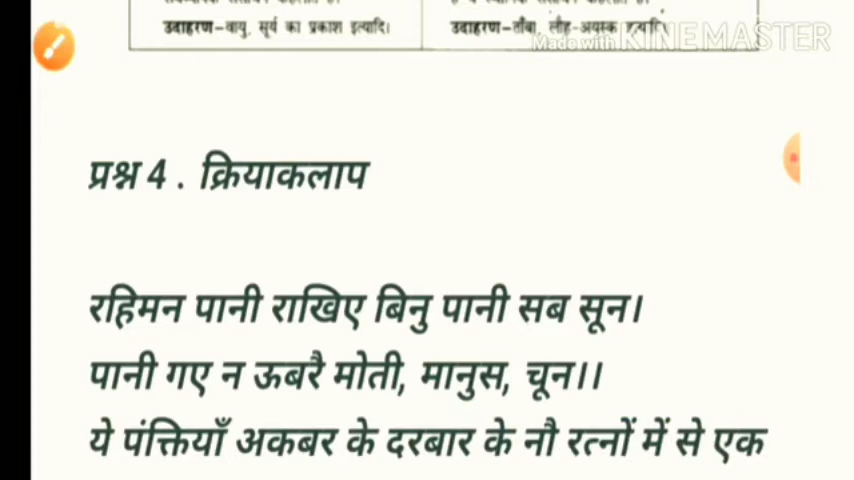 उदाहरण–वायु, सूर्य का प्रकाश इत्यादि।
उदाहरण–ताँबा, लौह-अयस्क इत्यादि।
Made with KINEMASTER
प्रश्न 4 . क्रियाकलाप
रहिमन पानी राखिए बिनु पानी सब सून।
पानी गए न ऊबरै मोती, मानुस, चून।।
ये पंक्तियाँ अकबर के दरबार के नौ रत्नों में से एक